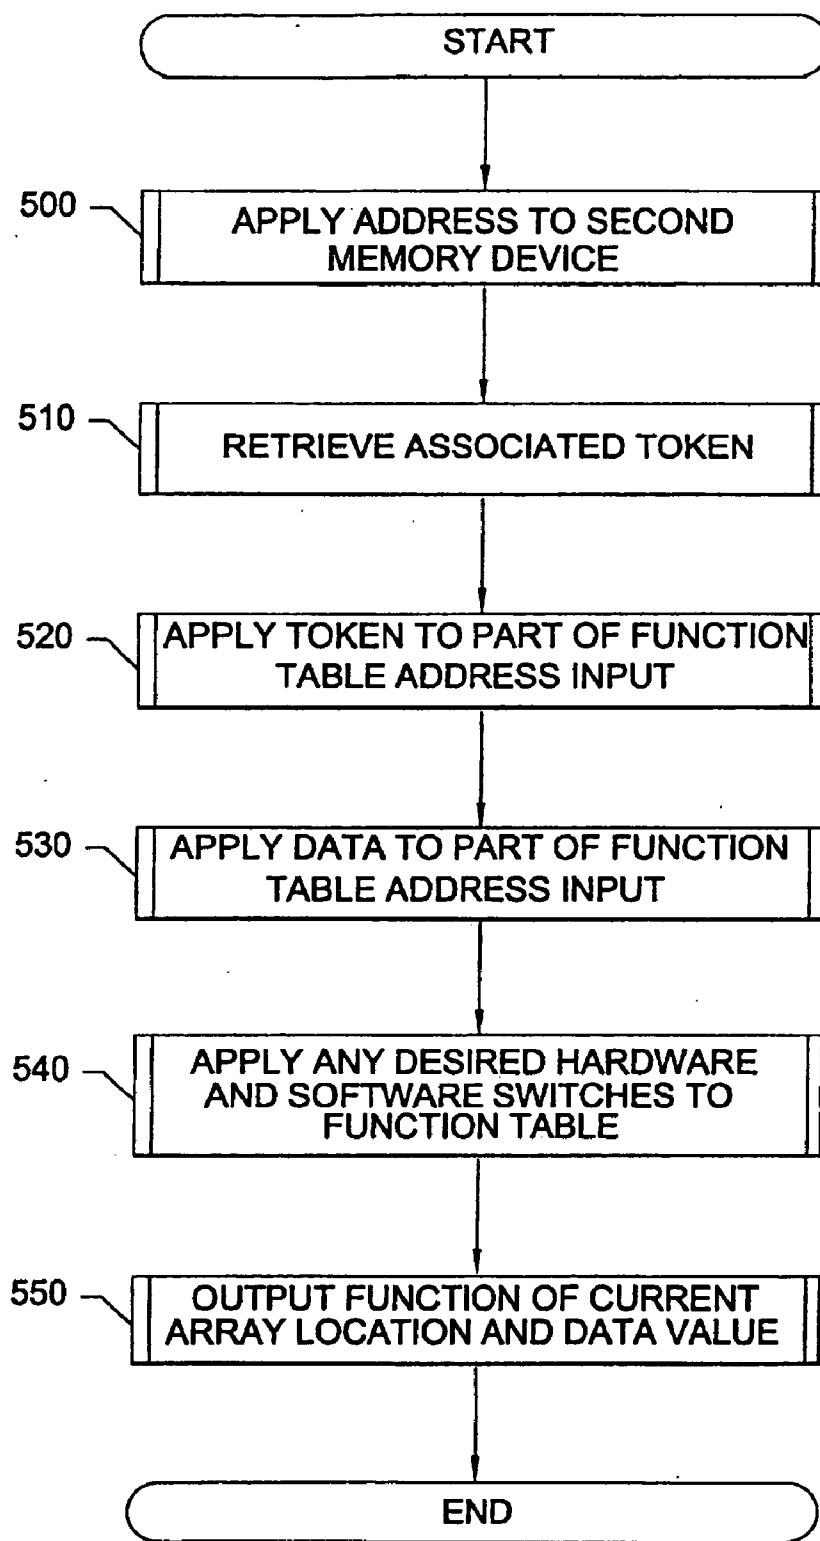 START
500
APPLY ADDRESS TO SECOND
MEMORY DEVICE
510
RETRIEVE ASSOCIATED TOKEN
520
APPLY TOKEN TO PART OF FUNCTION
TABLE ADDRESS INPUT
530
APPLY DATA TO PART OF FUNCTION
TABLE ADDRESS INPUT
540
APPLY ANY DESIRED HARDWARE
AND SOFTWARE SWITCHES TO
FUNCTION TABLE
550
OUTPUT FUNCTION OF CURRENT
ARRAY LOCATION AND DATA VALUE
END